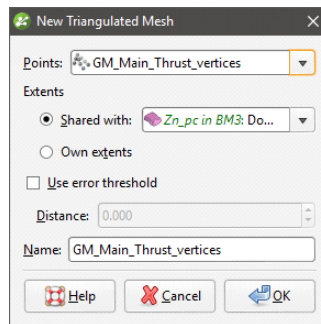 New Triangulated Mesh
Points: GM_Main_Thrust_vertices
Extents
Shared with: Zn_pc in BM3: Do...
Own extents
Use error threshold
Distance: 0.000
Name: GM_Main_Thrust_vertices
Help Cancel OK